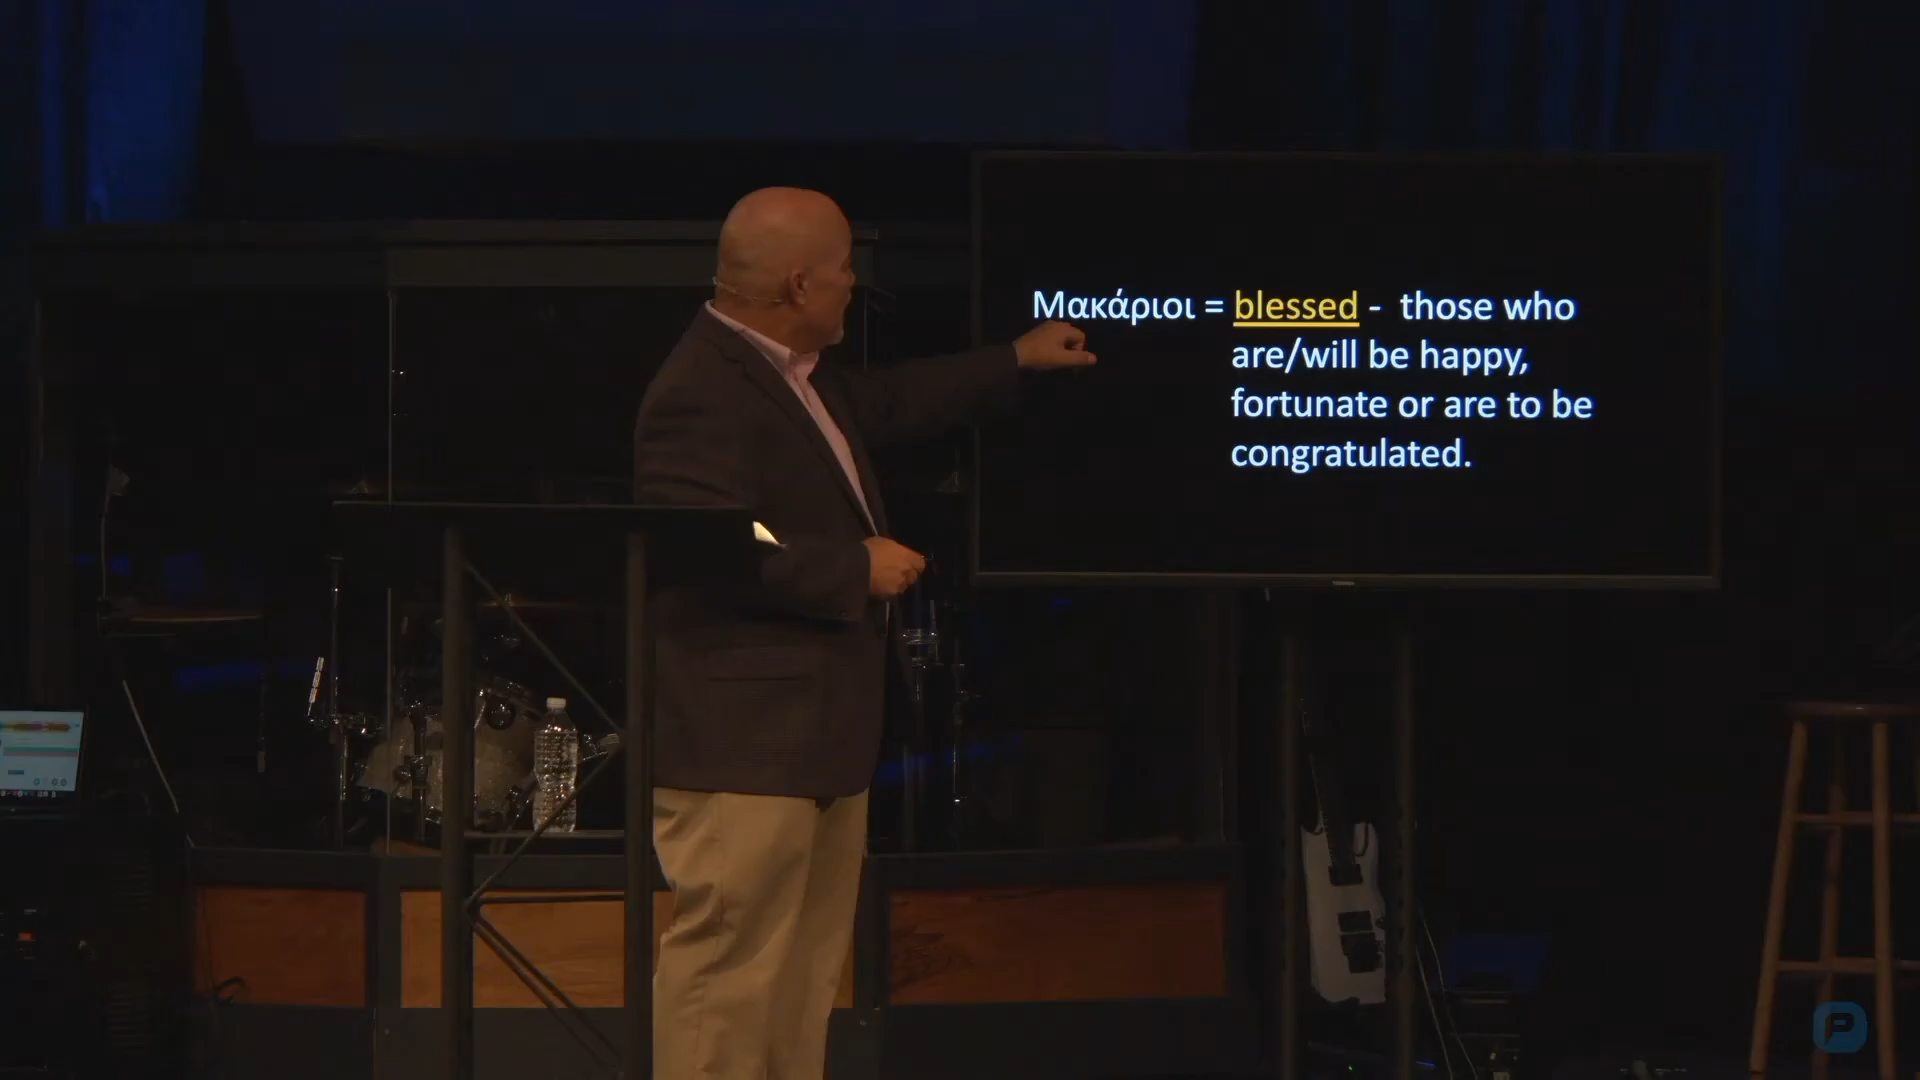 Μακάριοι = blessed - those who
are/will be happy,
fortunate or are to be
congratulated.